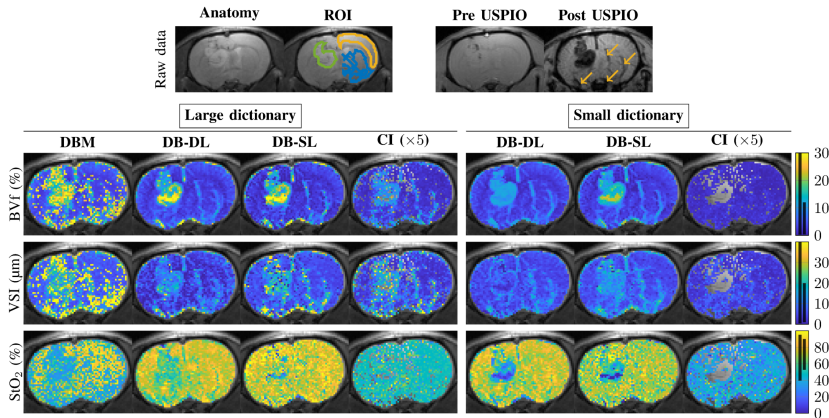 Anatomy ROI Pre USPIO Post USPIO
Raw data
Large dictionary Small dictionary
DBM DB-DL DB-SL CI (×5) DB-DL DB-SL CI (×5)
BVf (%)
30
20
10
0
VSI (µm)
30
20
10
0
StO₂ (%)
80
60
40
20
0